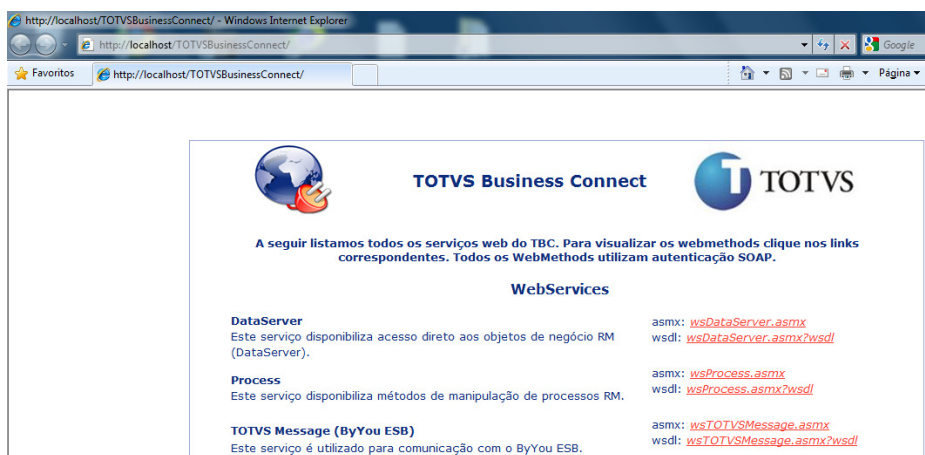 http://localhost/TOTVSBusinessConnect/ - Windows Internet Explorer
http://localhost/TOTVSBusinessConnect/
Google
Favoritos
http://localhost/TOTVSBusinessConnect/
Página
TOTVS Business Connect
TOTVS
A seguir listamos todos os serviços web do TBC. Para visualizar os webmethods clique nos links
correspondentes. Todos os WebMethods utilizam autenticação SOAP.
WebServices
DataServer
asmx: wsDataServer.asmx
Este serviço disponibiliza acesso direto aos objetos de negócio RM
wsdl: wsDataServer.asmx?wsdl
(DataServer).
Process
asmx: wsProcess.asmx
Este serviço disponibiliza métodos de manipulação de processos RM.
wsdl: wsProcess.asmx?wsdl
TOTVS Message (ByYou ESB)
asmx: wsTOTVSMessage.asmx
Este serviço é utilizado para comunicação com o ByYou ESB.
wsdl: wsTOTVSMessage.asmx?wsdl